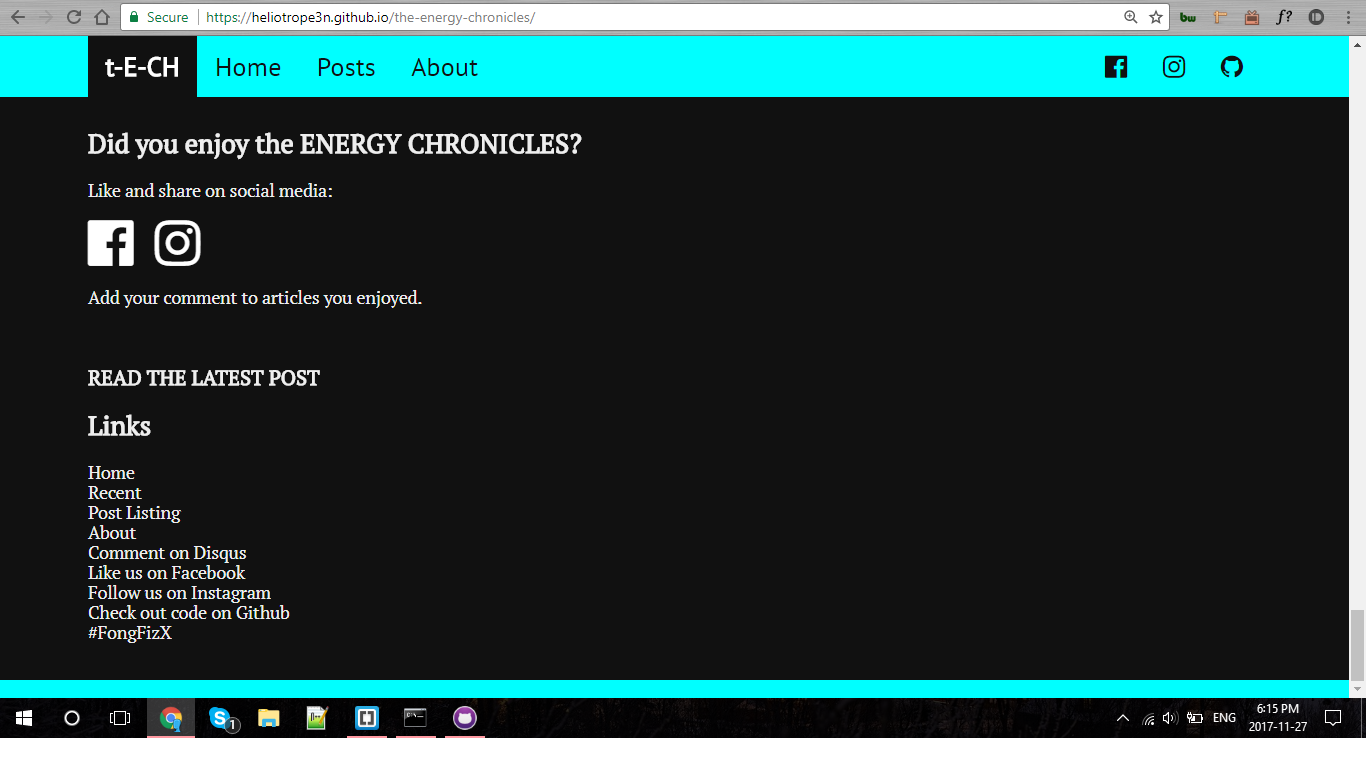 Secure https://heliotrope3n.github.io/the-energy-chronicles/ bw f?
t-E-CH Home Posts About
Did you enjoy the ENERGY CHRONICLES?
Like and share on social media:
Add your comment to articles you enjoyed.
READ THE LATEST POST
Links
Home
Recent
Post Listing
About
Comment on Disqus
Like us on Facebook
Follow us on Instagram
Check out code on Github
#FongFizX
1
ENG
6:15 PM
2017-11-27